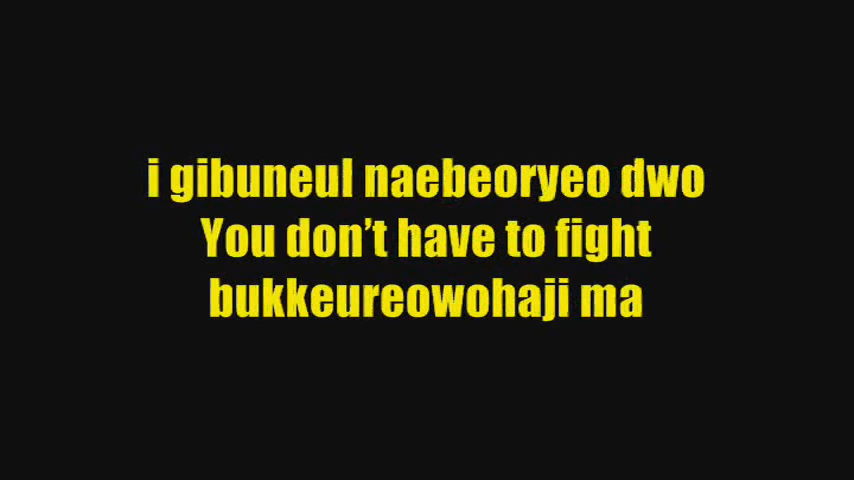 i gibuneul naebeoryeo dwo
You don’t have to fight
bukkeureowohaji ma